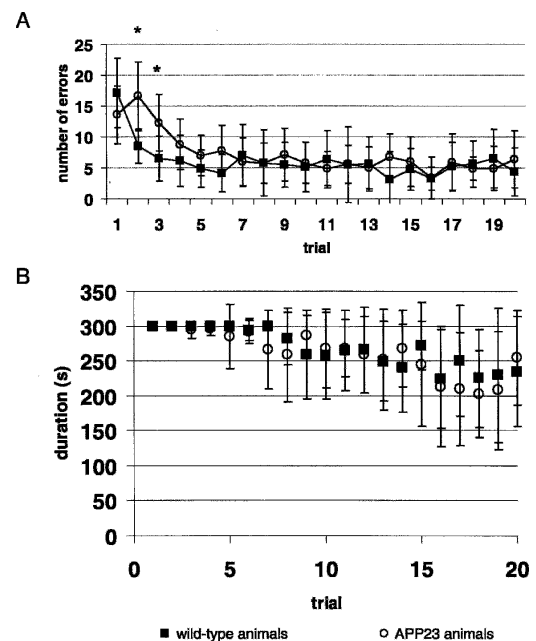 A
* *
number of errors
25
20
15
10
5
0
1 3 5 7 9 11 13 15 17 19
trial
B
duration (s)
350
300
250
200
150
100
50
0
0 5 10 15 20
trial
wild-type animals APP23 animals